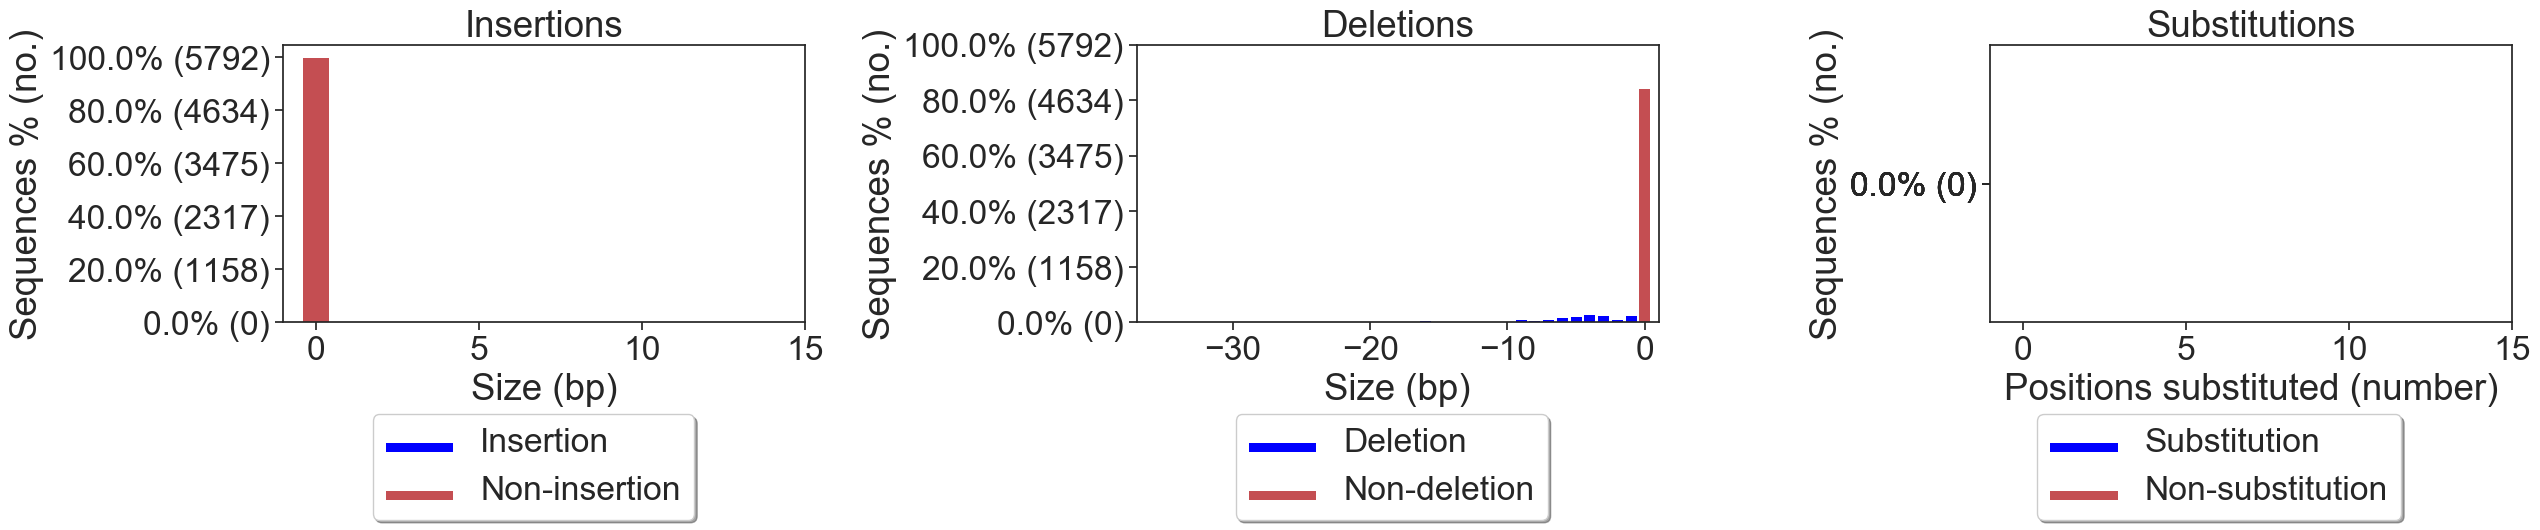 Insertions
Sequences % (no.)
100.0% (5792)
80.0% (4634)
60.0% (3475)
40.0% (2317)
20.0% (1158)
0.0% (0)
0 5 10 15
Size (bp)
Insertion
Non-insertion
Deletions
Sequences % (no.)
100.0% (5792)
80.0% (4634)
60.0% (3475)
40.0% (2317)
20.0% (1158)
0.0% (0)
−30 −20 −10 0
Size (bp)
Deletion
Non-deletion
Substitutions
Sequences % (no.)
0.0% (0)
0 5 10 15
Positions substituted (number)
Substitution
Non-substitution